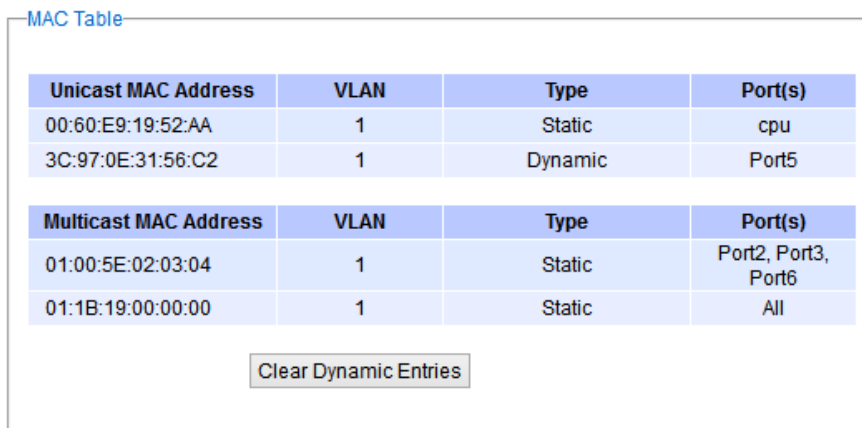 MAC Table
Unicast MAC Address VLAN Type Port(s)
00:60:E9:19:52:AA 1 Static cpu
3C:97:0E:31:56:C2 1 Dynamic Port5
Multicast MAC Address VLAN Type Port(s)
01:00:5E:02:03:04 1 Static Port2, Port3,
Port6
01:1B:19:00:00:00 1 Static All
Clear Dynamic Entries